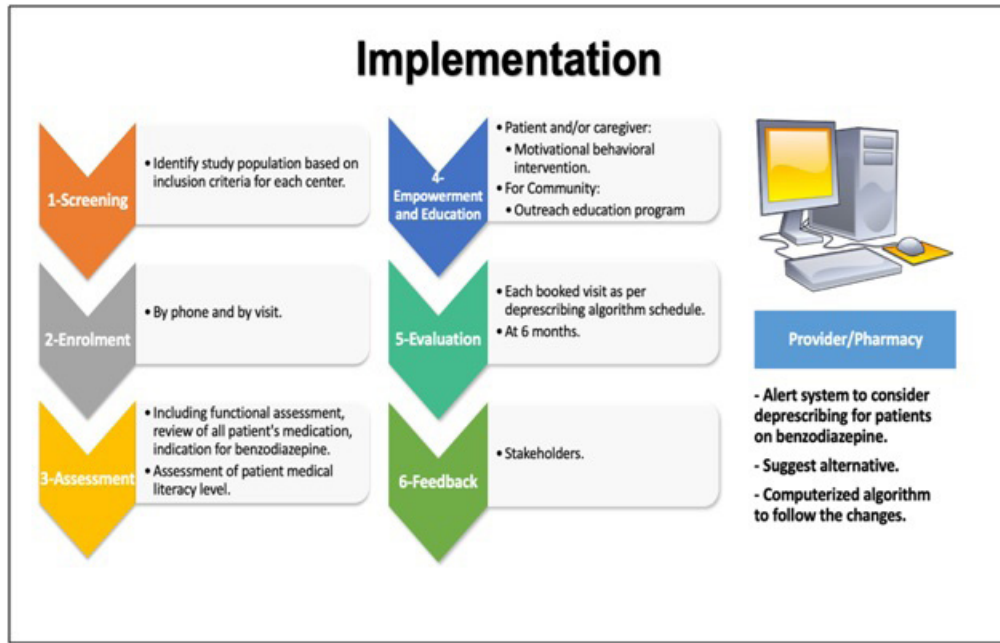 Implementation
1-Screening
• Identify study population based on
inclusion criteria for each center.
2-Enrolment
• By phone and by visit.
3-Assessment
• Including functional assessment,
review of all patient's medication,
indication for benzodiazepine.
• Assessment of patient medical
literacy level.
4-
Empowerment
and Education
• Patient and/or caregiver:
• Motivational behavioral
intervention.
• For Community:
• Outreach education program
5-Evaluation
• Each booked visit as per
deprescribing algorithm schedule.
• At 6 months.
6-Feedback
• Stakeholders.
Provider/Pharmacy
- Alert system to consider
deprescribing for patients
on benzodiazepine.
- Suggest alternative.
- Computerized algorithm
to follow the changes.